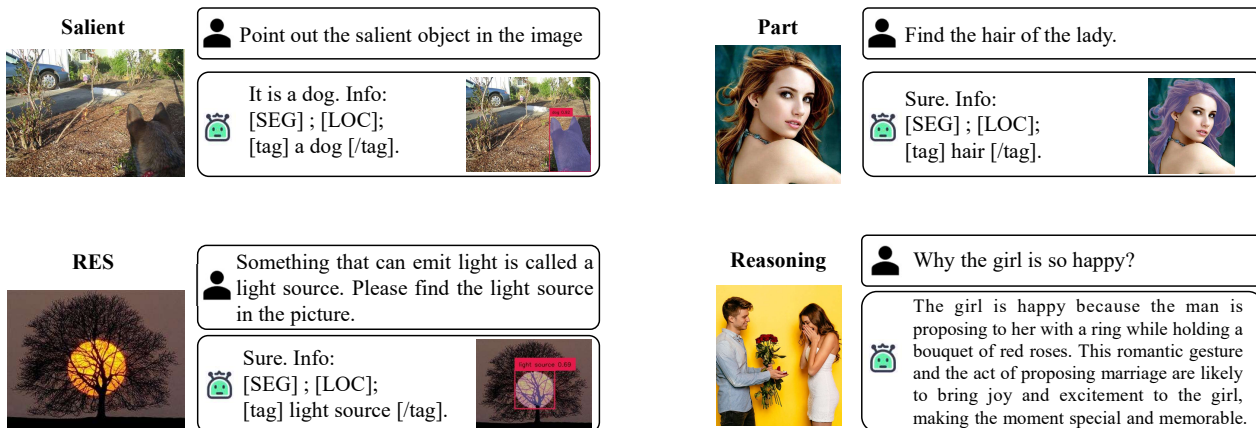 Salient
Point out the salient object in the image
It is a dog. Info:
[SEG] ; [LOC];
[tag] a dog [/tag].
Part
Find the hair of the lady.
Sure. Info:
[SEG] ; [LOC];
[tag] hair [/tag].
RES
Something that can emit light is called a
light source. Please find the light source
in the picture.
Sure. Info:
[SEG] ; [LOC];
[tag] light source [/tag].
light source 0.69
Reasoning
Why the girl is so happy?
The girl is happy because the man is
proposing to her with a ring while holding a
bouquet of red roses. This romantic gesture
and the act of proposing marriage are likely
to bring joy and excitement to the girl,
making the moment special and memorable.